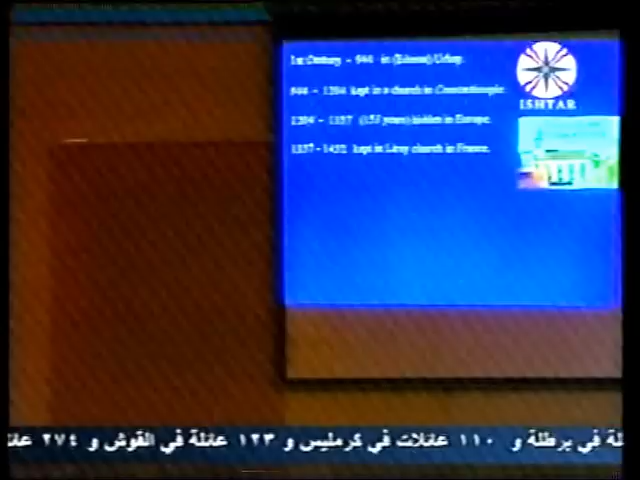 1st Century - 944 in (Edessa) Urhoy.
944 - 1204 kept in a church in Constantinople.
1204 - 1357 (153 years) hidden in Europe.
1357 - 1452 kept in Lirey church in France.
ISHTAR
لة في برطلة و ١١٠ عائلات في كرمليس و ١٢٣ عائلة في القوش و ٢٧٤ عائ